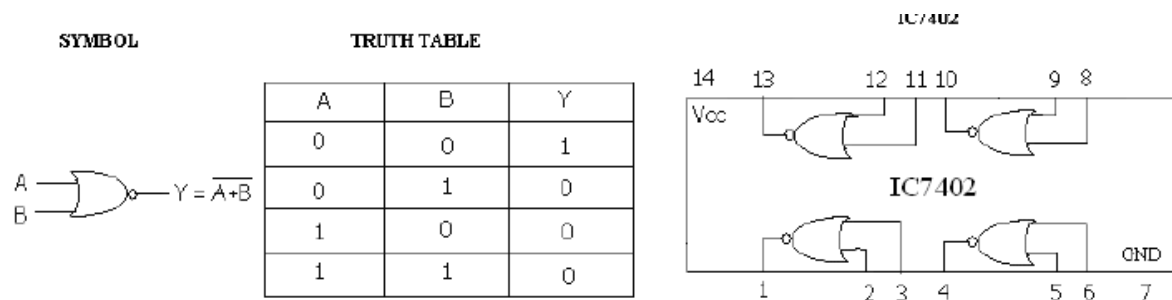 IC7402
SYMBOL
TRUTH TABLE
14 13 12 11 10 9 8
A B Y
Vcc
0 0 1
A
B
Y = \overline{A+B}
0 1 0
IC7402
1 0 0
1 1 0
GND
1 2 3 4 5 6 7